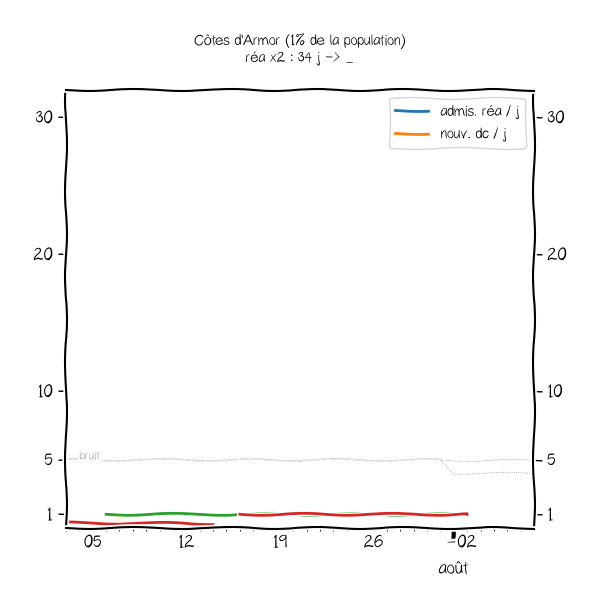 Côtes d'Armor (1% de la population)
réa x2 : 34 j -> _
admis. réa / j
nouv. dc / j
30
30
20
20
10
10
5
bruit
5
1
1
05 12 19 26 02
août